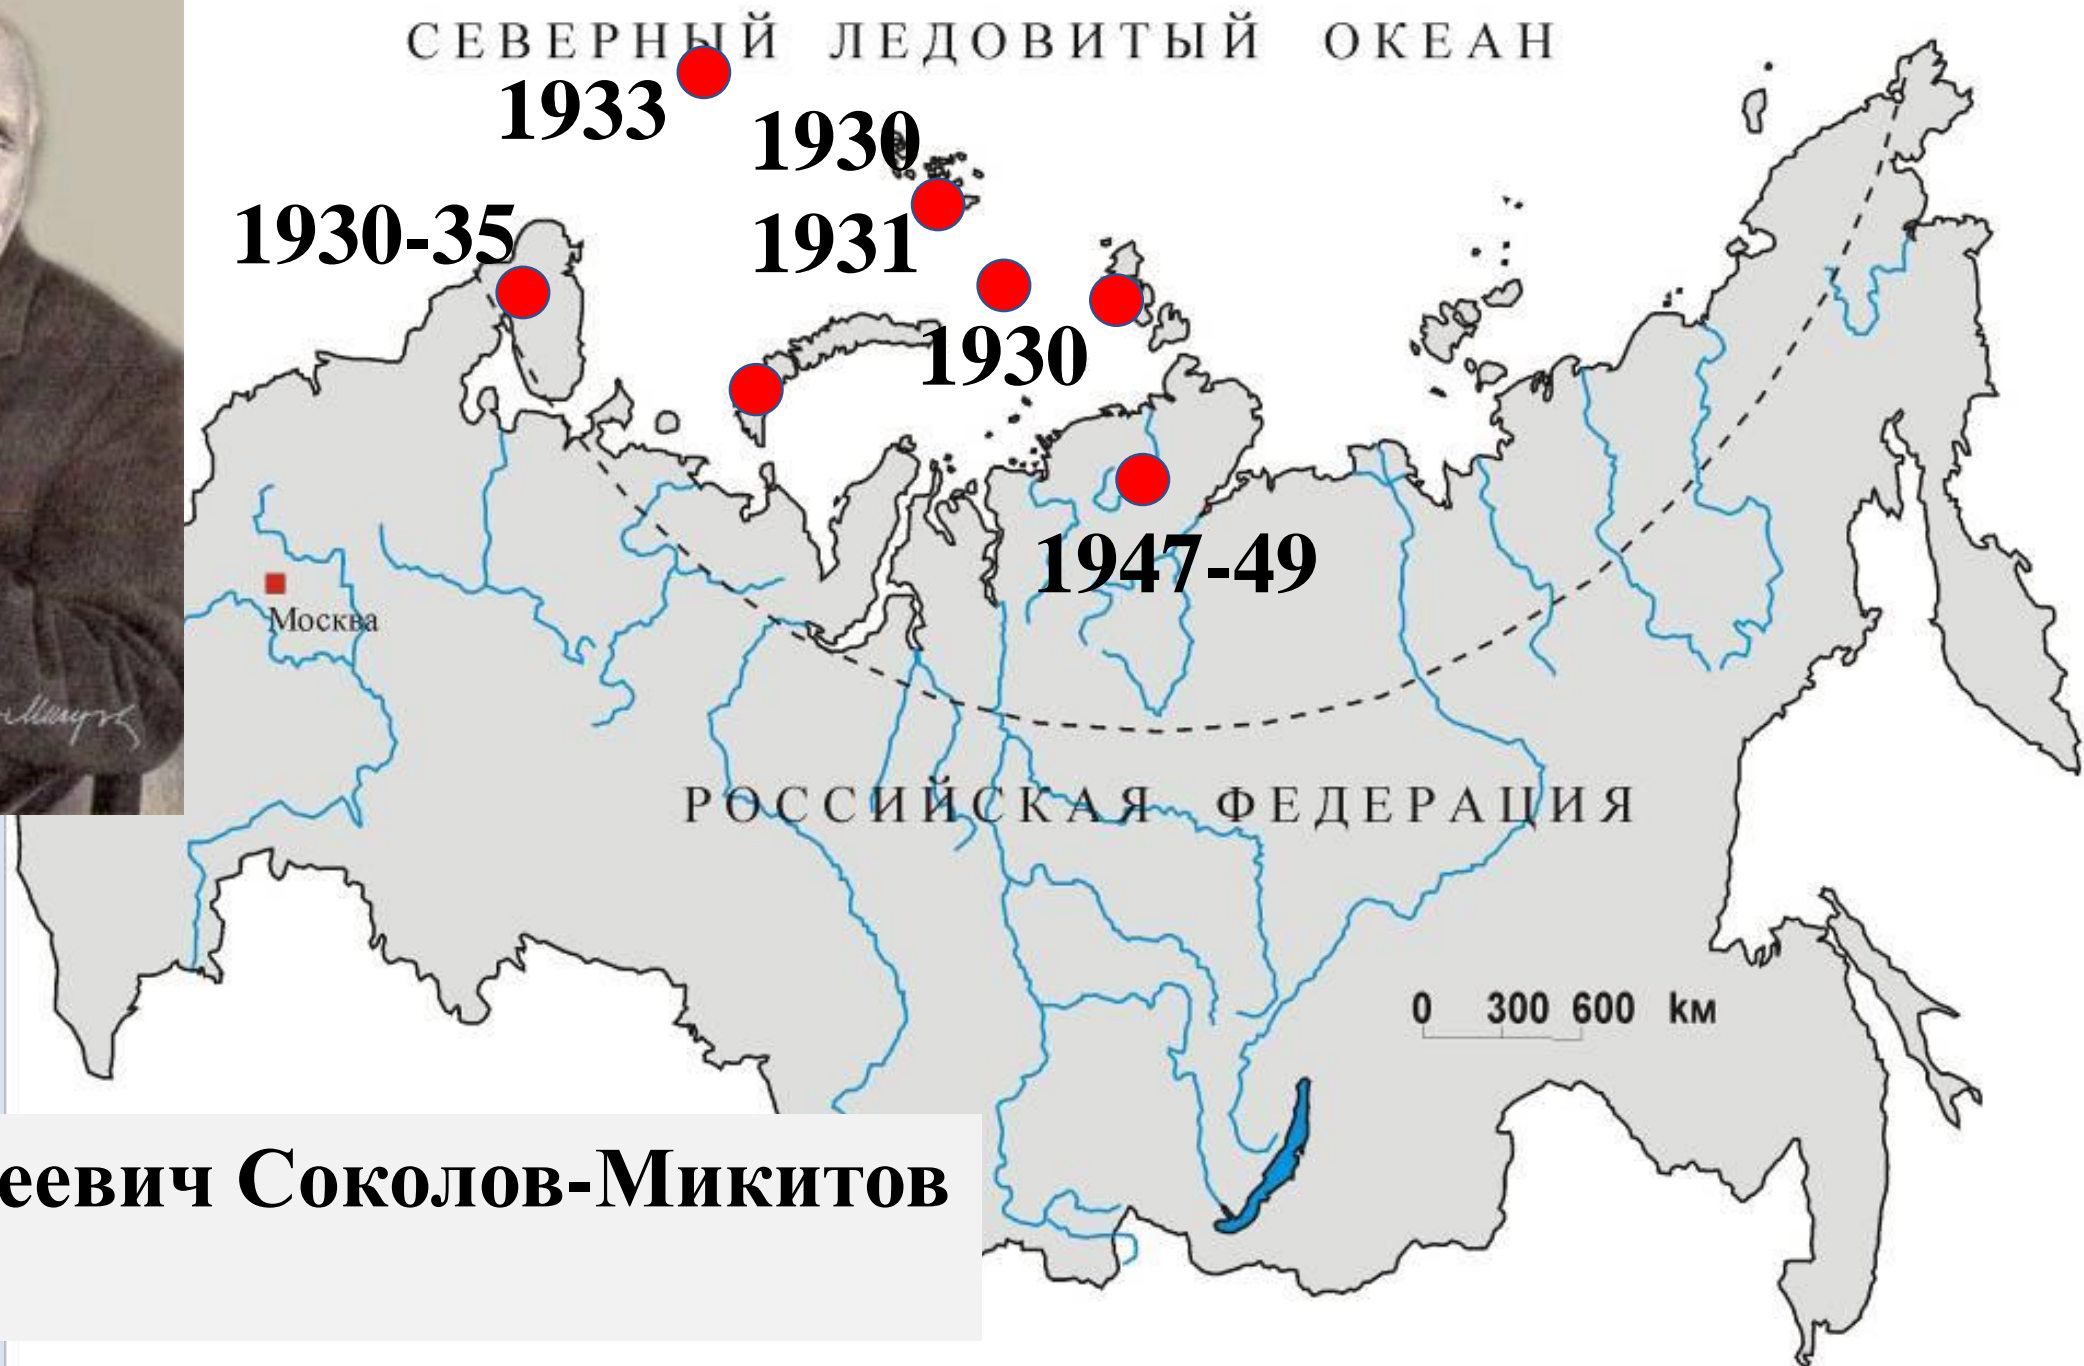 СЕВЕРНЫЙ ЛЕДОВИТЫЙ ОКЕАН
1933
1930
1930-35
1931
1930
1947-49
Москва
РОССИЙСКАЯ ФЕДЕРАЦИЯ
0 300 600 км
еевич Соколов-Микитов